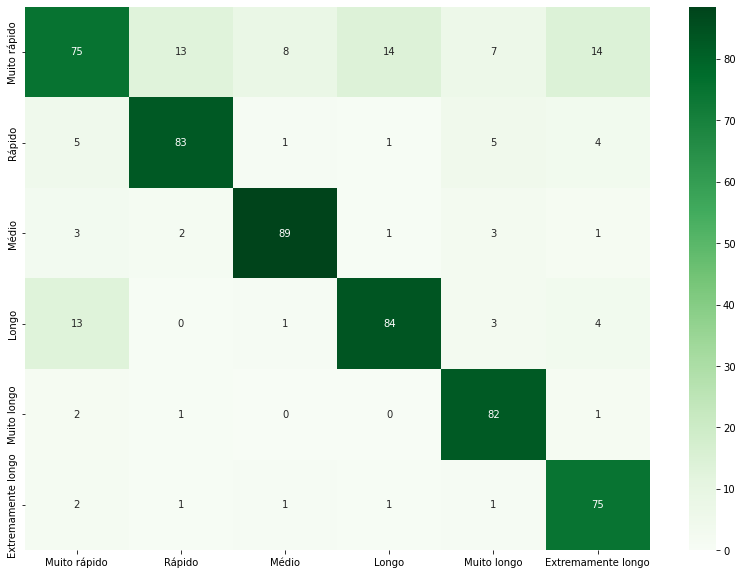 Muito rápido 75 13 8 14 7 14
Rápido 5 83 1 1 5 4
Médio 3 2 89 1 3 1
Longo 13 0 1 84 3 4
Muito longo 2 1 0 0 82 1
Extremamente longo 2 1 1 1 1 75
Muito rápido Rápido Médio Longo Muito longo Extremamente longo
80
70
60
50
40
30
20
10
0